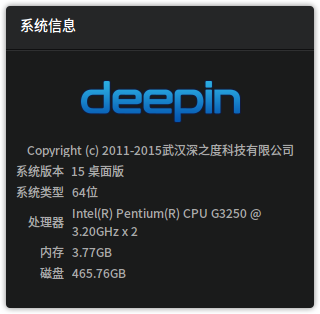 系统信息
deepin
Copyright (c) 2011-2015武汉深之度科技有限公司
系统版本 15 桌面版
系统类型 64位
处理器 Intel(R) Pentium(R) CPU G3250 @
3.20GHz x 2
内存 3.77GB
磁盘 465.76GB